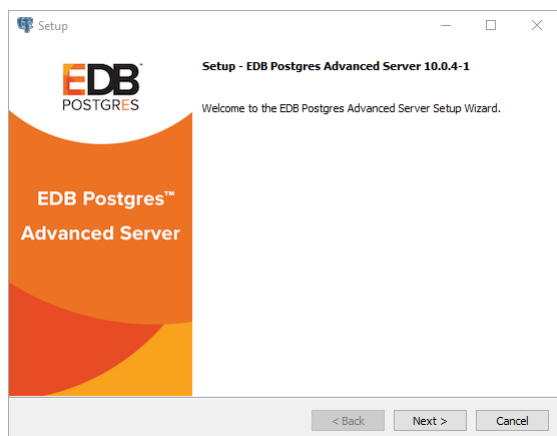 Setup
EDB
POSTGRES
Setup - EDB Postgres Advanced Server 10.0.4-1
Welcome to the EDB Postgres Advanced Server Setup Wizard.
EDB Postgres™
Advanced Server
< Back
Next >
Cancel